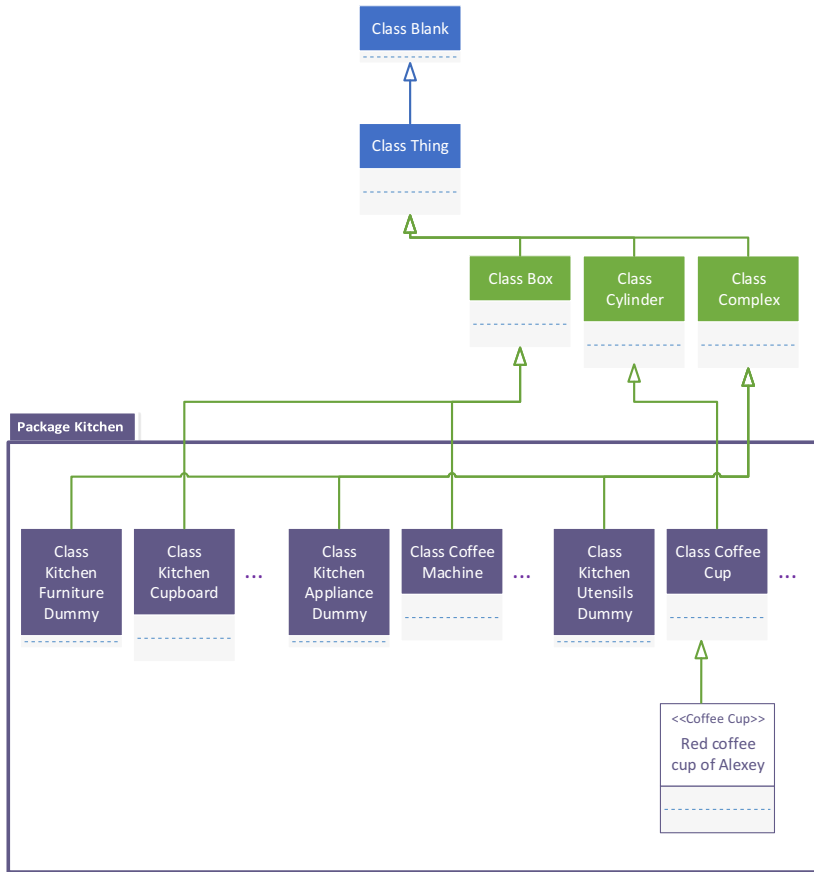 Class Blank
Class Thing
Class Box
Class
Cylinder
Class
Complex
Package Kitchen
Class
Kitchen
Furniture
Dummy
Class
Kitchen
Cupboard
...
Class
Kitchen
Appliance
Dummy
Class Coffee
Machine
...
Class
Kitchen
Utensils
Dummy
Class Coffee
Cup
...
<<Coffee Cup>>
Red coffee
cup of Alexey